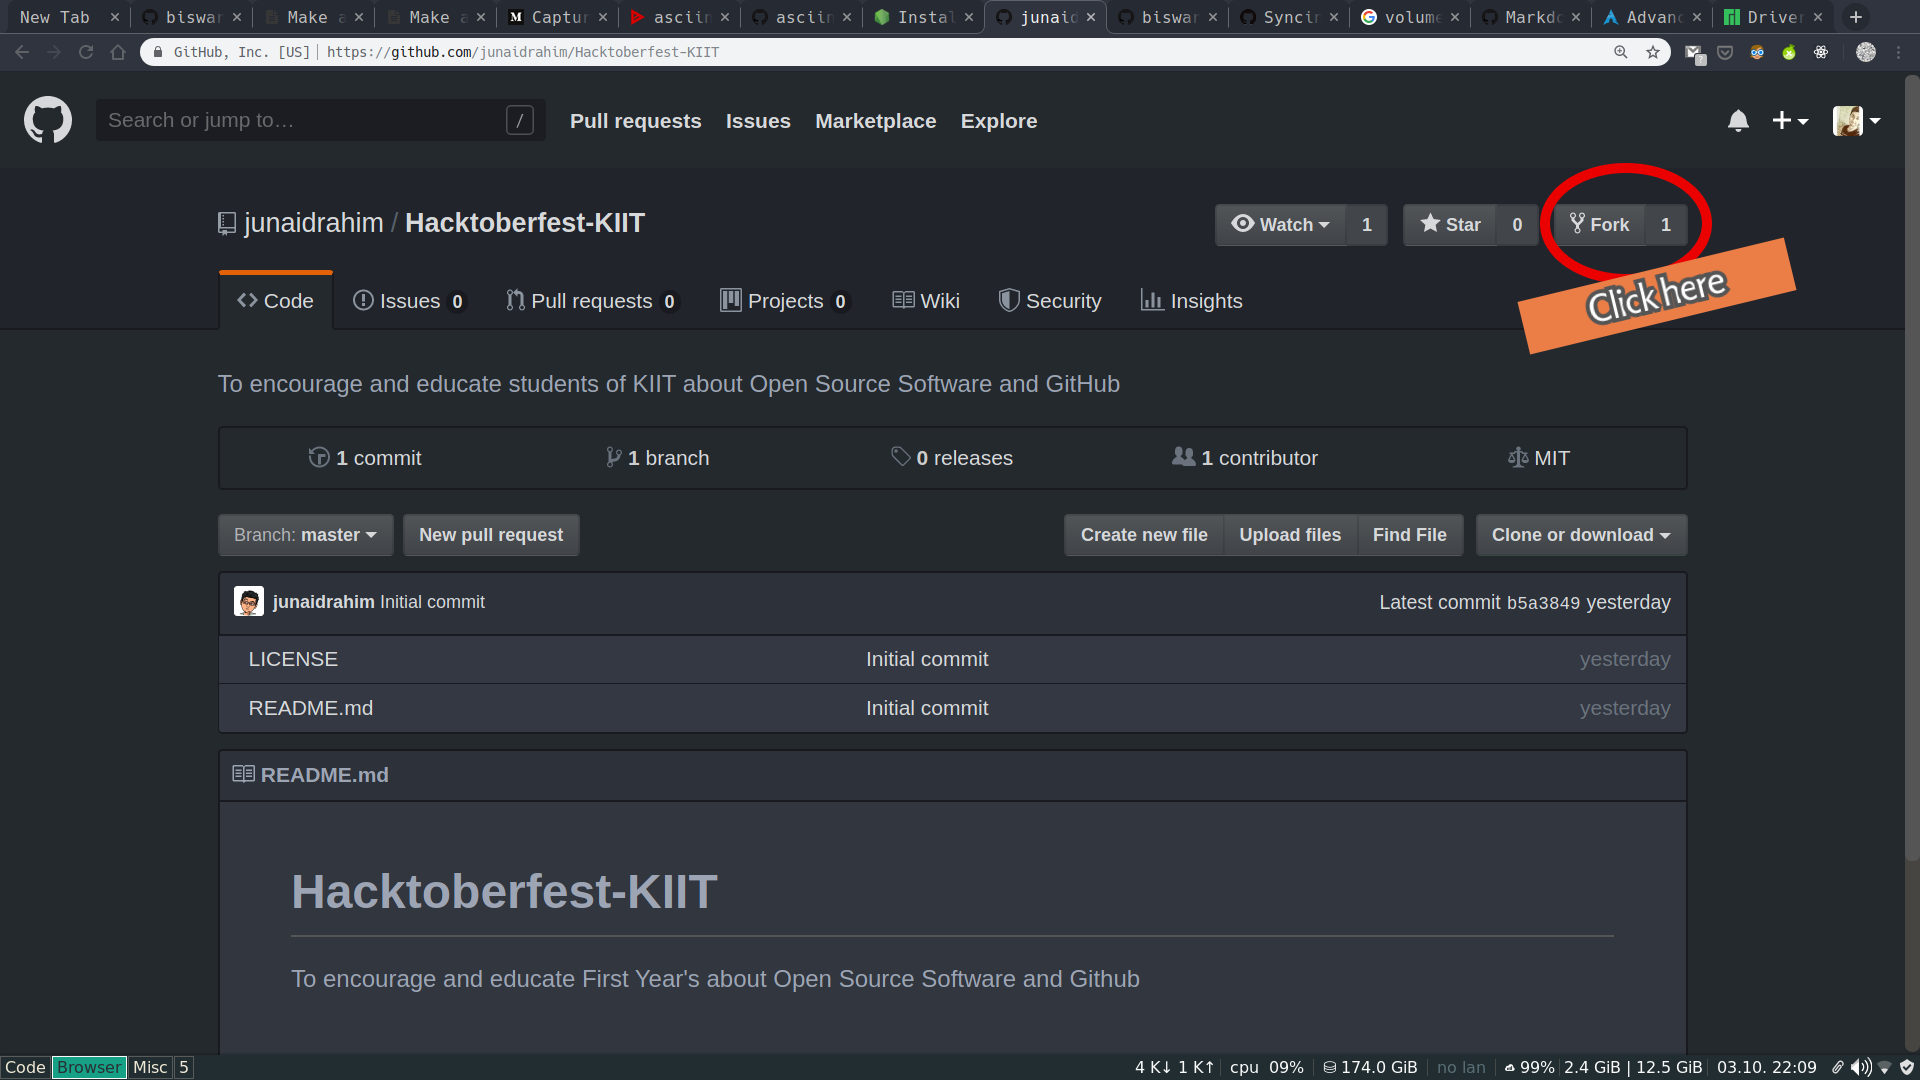 New Tab biswar Make a Make a Captur asciin asciin Instal junaid biswar Syncin volume Markdo Advanc Driver
GitHub, Inc. [US] https://github.com/junaidrahim/Hacktoberfest-KIIT
Search or jump to… / Pull requests Issues Marketplace Explore
junaidrahim / Hacktoberfest-KIIT Watch 1 Star 0 Fork 1
Click here
Code Issues 0 Pull requests 0 Projects 0 Wiki Security Insights
To encourage and educate students of KIIT about Open Source Software and GitHub
1 commit 1 branch 0 releases 1 contributor MIT
Branch: master New pull request Create new file Upload files Find File Clone or download
junaidrahim Initial commit Latest commit b5a3849 yesterday
LICENSE Initial commit yesterday
README.md Initial commit yesterday
README.md
Hacktoberfest-KIIT
To encourage and educate First Year's about Open Source Software and Github
Code Browser Misc 5 4 K↓ 1 K↑ cpu 09% 174.0 GiB no lan 99% 2.4 GiB | 12.5 GiB 03.10. 22:09